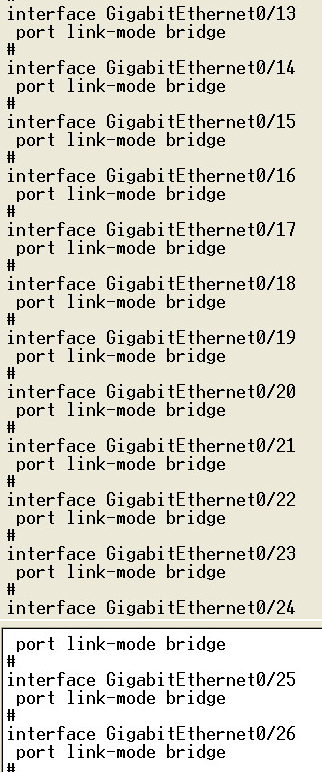 interface GigabitEthernet0/13
port link-mode bridge
#
interface GigabitEthernet0/14
port link-mode bridge
#
interface GigabitEthernet0/15
port link-mode bridge
#
interface GigabitEthernet0/16
port link-mode bridge
#
interface GigabitEthernet0/17
port link-mode bridge
#
interface GigabitEthernet0/18
port link-mode bridge
#
interface GigabitEthernet0/19
port link-mode bridge
#
interface GigabitEthernet0/20
port link-mode bridge
#
interface GigabitEthernet0/21
port link-mode bridge
#
interface GigabitEthernet0/22
port link-mode bridge
#
interface GigabitEthernet0/23
port link-mode bridge
#
interface GigabitEthernet0/24
port link-mode bridge
#
interface GigabitEthernet0/25
port link-mode bridge
#
interface GigabitEthernet0/26
port link-mode bridge
#